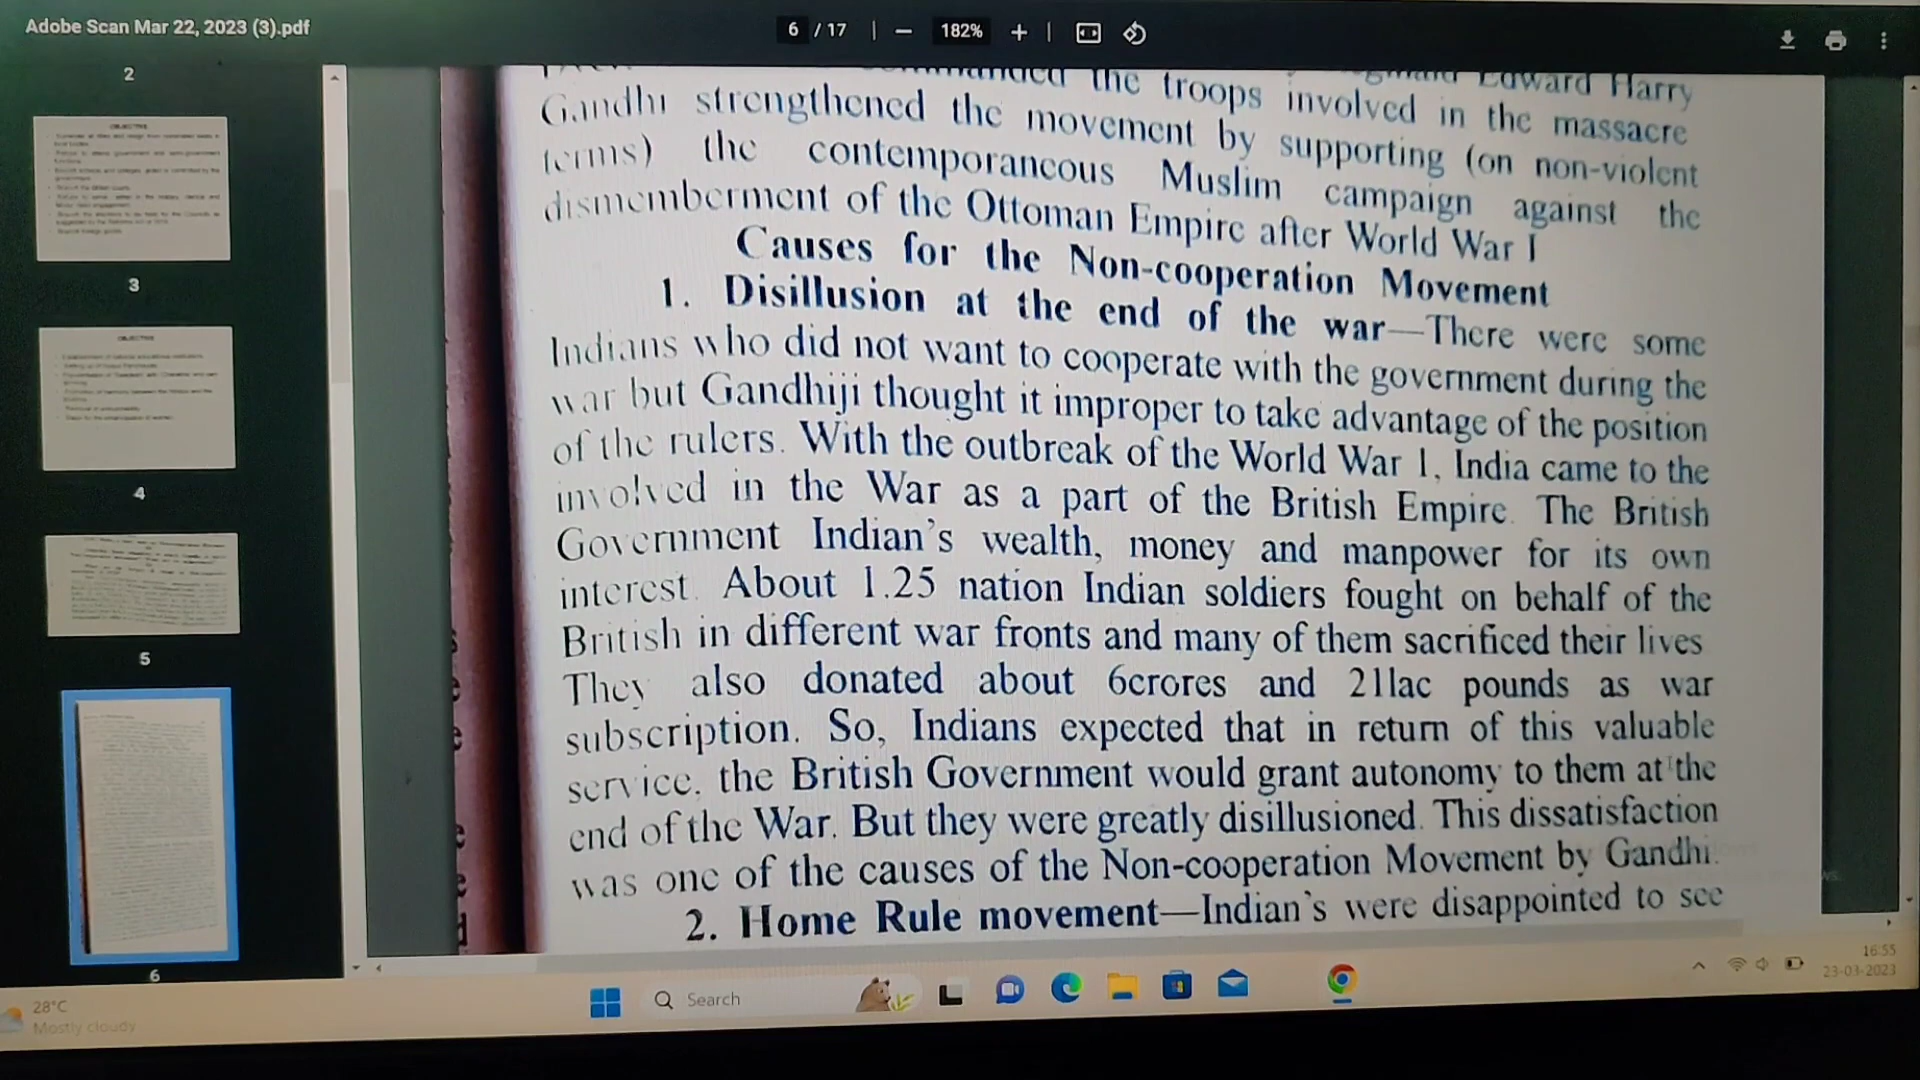 Adobe Scan Mar 22, 2023 (3).pdf
6 / 17
182%
2
OBJECTIVE
3
OBJECTIVE
4
5
6
the troops involved in the massacre
Edward Harry
Gandhi strengthened the movement by supporting (on non-violent
terms) the contemporaneous Muslim campaign against the
dismemberment of the Ottoman Empire after World War I
Causes for the Non-cooperation Movement
1. Disillusion at the end of the war—There were some
Indians who did not want to cooperate with the government during the
war but Gandhiji thought it improper to take advantage of the position
of the rulers. With the outbreak of the World War 1, India came to the
involved in the War as a part of the British Empire. The British
Government Indian's wealth, money and manpower for its own
interest. About 1.25 nation Indian soldiers fought on behalf of the
British in different war fronts and many of them sacrificed their lives
They also donated about 6crores and 21lac pounds as war
subscription. So, Indians expected that in return of this valuable
service, the British Government would grant autonomy to them at the
end of the War. But they were greatly disillusioned. This dissatisfaction
was one of the causes of the Non-cooperation Movement by Gandhi.
2. Home Rule movement—Indian's were disappointed to see
28°C
Mostly cloudy
Search
16:55
23-03-2023